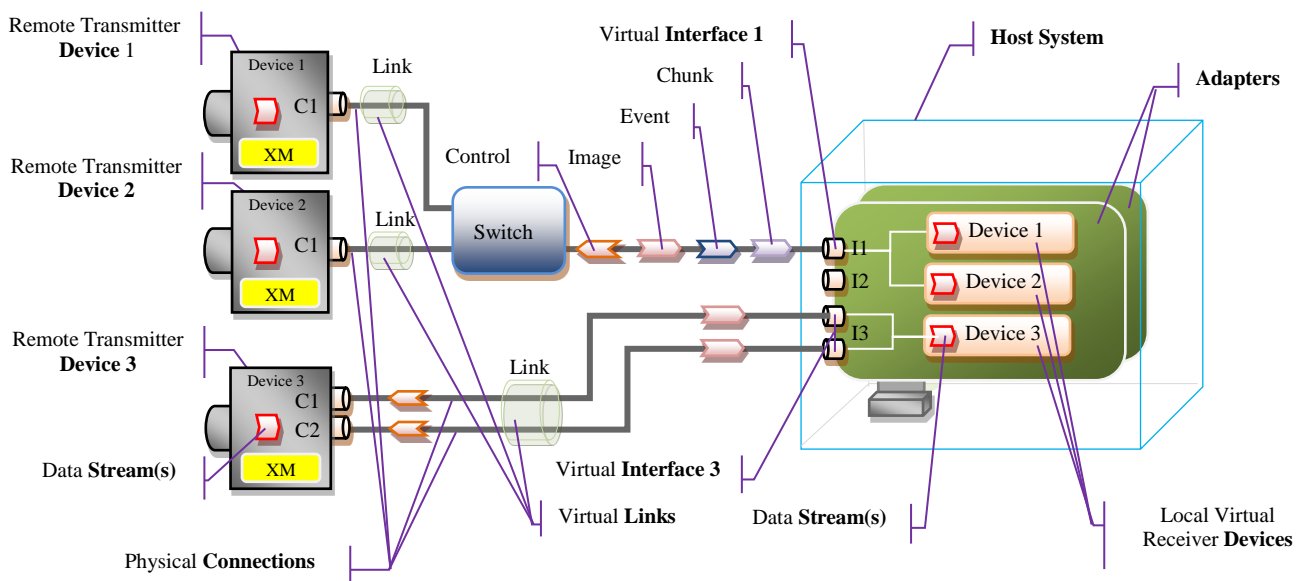 Remote Transmitter
Device 1
Device 1
C1
XM
Link
Remote Transmitter
Device 2
Device 2
C1
XM
Link
Switch
Remote Transmitter
Device 3
Device 3
C1
C2
XM
Link
Data Stream(s)
Physical Connections
Virtual Links
Control
Image
Event
Chunk
Virtual Interface 1
Host System
Adapters
I1
I2
I3
Device 1
Device 2
Device 3
Virtual Interface 3
Data Stream(s)
Local Virtual
Receiver Devices